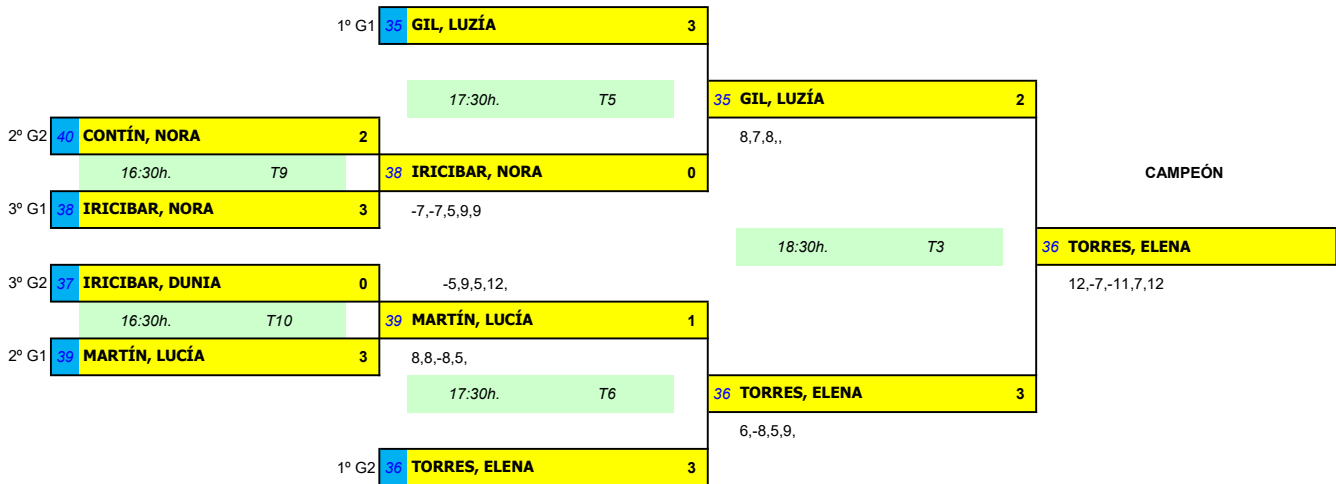 1º G1 35 GIL, LUZÍA 3
17:30h. T5 35 GIL, LUZÍA 2
2º G2 40 CONTÍN, NORA 2 8,7,8,,
16:30h. T9 38 IRICIBAR, NORA 0 CAMPEÓN
3º G1 38 IRICIBAR, NORA 3 -7,-7,5,9,9
18:30h. T3 36 TORRES, ELENA
3º G2 37 IRICIBAR, DUNIA 0 -5,9,5,12, 12,-7,-11,7,12
16:30h. T10 39 MARTÍN, LUCÍA 1
2º G1 39 MARTÍN, LUCÍA 3 8,8,-8,5,
17:30h. T6 36 TORRES, ELENA 3
6,-8,5,9,
1º G2 36 TORRES, ELENA 3